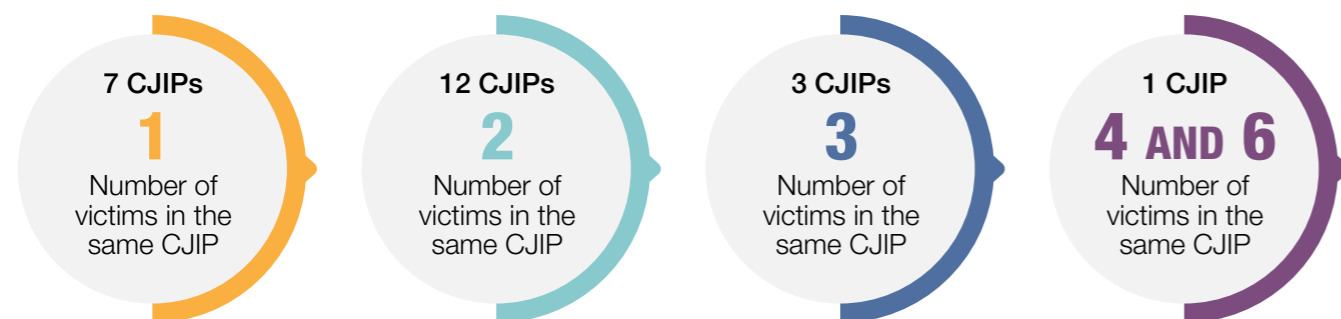 7 CJIPs
1
Number of
victims in the
same CJIP
12 CJIPs
2
Number of
victims in the
same CJIP
3 CJIPs
3
Number of
victims in the
same CJIP
1 CJIP
4 AND 6
Number of
victims in the
same CJIP